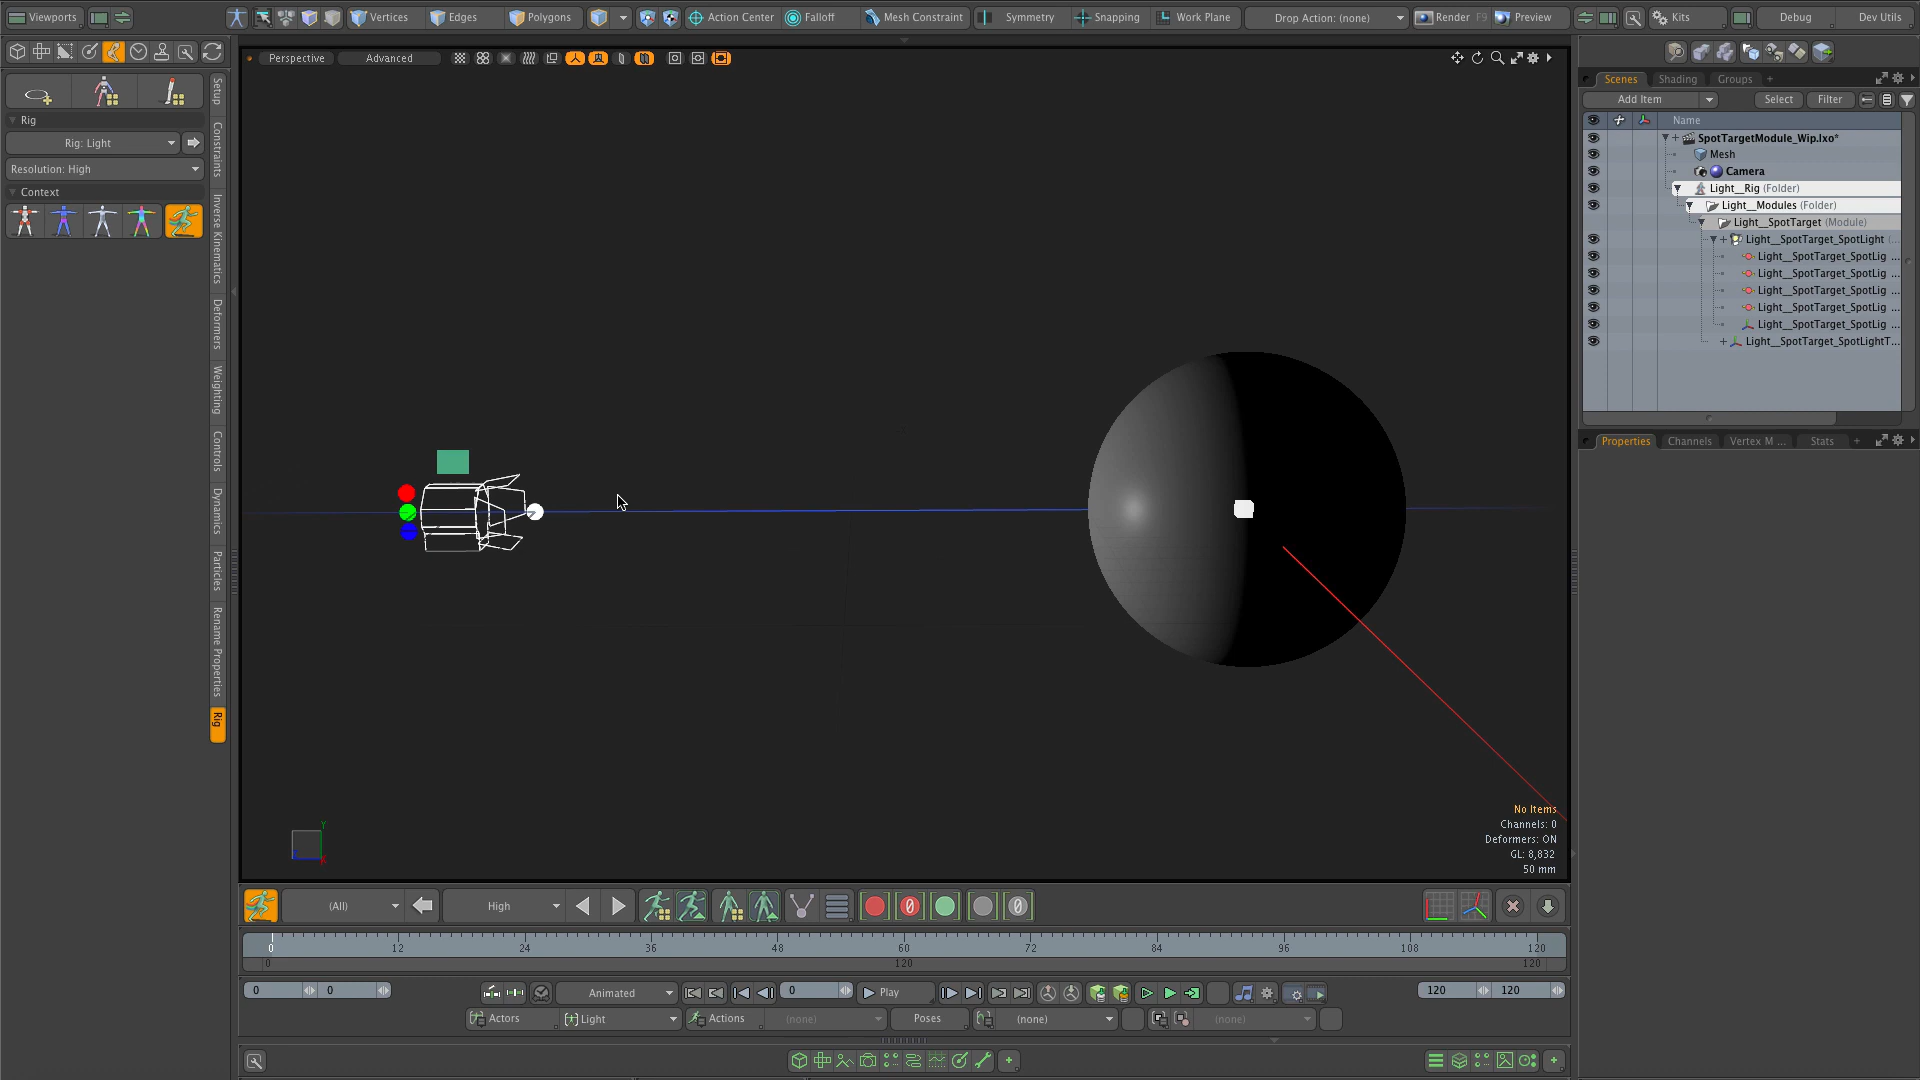 Viewports Vertices Edges Polygons Action Center Falloff Mesh Constraint Symmetry Snapping Work Plane Drop Action: (none) Render F9 Preview Kits Debug Dev Utils
Perspective Advanced
Scenes Shading Groups +
Add Item Select Filter
Name
SpotTargetModule_Wip.lxo*
Mesh
Camera
Light__Rig (Folder)
Light__Modules (Folder)
Light__SpotTarget (Module)
Light__SpotTarget_SpotLight (...
Light__SpotTarget_SpotLig ...
Light__SpotTarget_SpotLig ...
Light__SpotTarget_SpotLig ...
Light__SpotTarget_SpotLig ...
Light__SpotTarget_SpotLig ...
Light__SpotTarget_SpotLightT...
Properties Channels Vertex M ... Stats +
Rig
Rig: Light
Resolution: High
Context
Setup
Constraints
Inverse Kinematics
Deformers
Weighting
Controls
Dynamics
Particles
Rename Properties
Rig
No Items
Channels: 0
Deformers: ON
GL: 8,832
50 mm
Y
X
(All) High
0 12 24 36 48 60 72 84 96 108 120
0 120 120
0 0 Animated 0 Play 120 120
Actors Light Actions (none) Poses (none) (none)